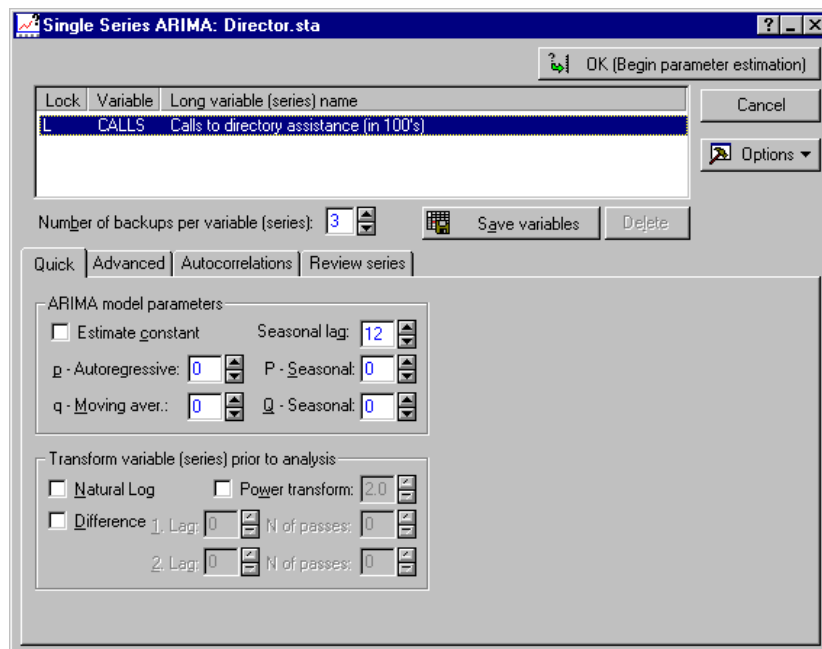 Single Series ARIMA: Director.sta
OK (Begin parameter estimation)
Lock Variable Long variable (series) name
L CALLS Calls to directory assistance (in 100's)
Cancel
Options
Number of backups per variable (series): 3
Save variables
Delete
Quick Advanced Autocorrelations Review series
ARIMA model parameters
Estimate constant Seasonal lag: 12
p - Autoregressive: 0 P - Seasonal: 0
q - Moving aver.: 0 Q - Seasonal: 0
Transform variable (series) prior to analysis
Natural Log Power transform: 2.0
Difference 1. Lag: 0 N of passes: 0
2. Lag: 0 N of passes: 0